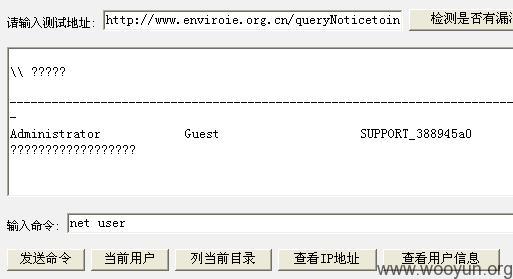 请输入测试地址: http://www.enviroie.org.cn/queryNoticetoin 检测是否有漏
\\ ?????
-------------------------------------------------------------------------------
Administrator Guest SUPPORT_388945a0
??????????????????
输入命令: net user
发送命令 当前用户 列当前目录 查看IP地址 查看用户信息
www.wooyun.org